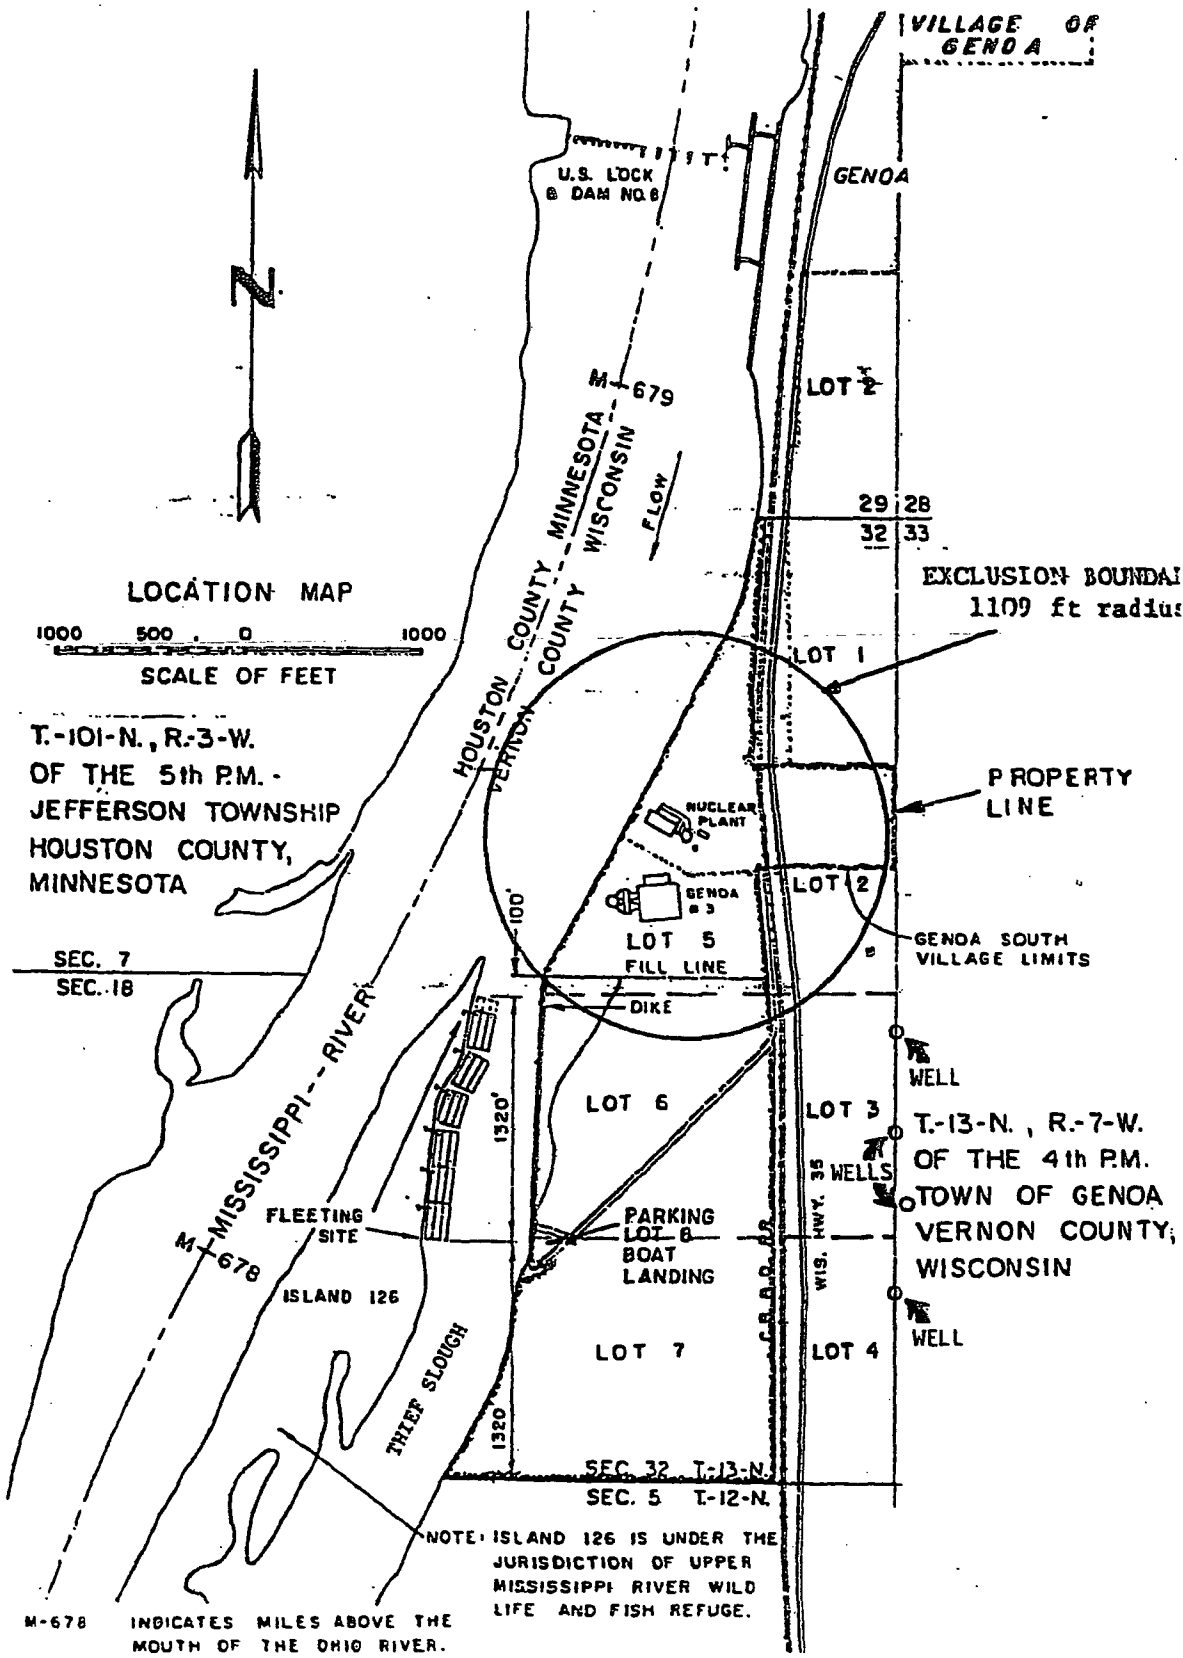 VILLAGE OF
GENOA
U.S. LOCK
& DAM NO. 8
GENOA
N
M-679
LOT 2
MINNESOTA
WISCONSIN
FLOW
29 28
32 33
HOUSTON COUNTY
VERNON COUNTY
EXCLUSION BOUNDAR
1109 ft radius
LOCATION MAP
1000 500 0 1000
SCALE OF FEET
LOT 1
T.-101-N., R.-3-W.
OF THE 5th P.M. -
JEFFERSON TOWNSHIP
HOUSTON COUNTY,
MINNESOTA
PROPERTY
LINE
NUCLEAR
PLANT
LOT 2
GENOA
# 3
100'
LOT 5
FILL LINE
GENOA SOUTH
VILLAGE LIMITS
SEC. 7
SEC. 18
DIKE
WELL
MISSISSIPPI -- RIVER
1320'
LOT 6
LOT 3
T.-13-N., R.-7-W.
OF THE 4th P.M.
TOWN OF GENOA
VERNON COUNTY,
WISCONSIN
WELLS
WIS. HWY. 35
FLEETING
SITE
PARKING
LOT &
BOAT
LANDING
M-678
ISLAND 126
WELL
LOT 7
LOT 4
THIEF SLOUGH
1320'
SEC. 32 T.-13-N.
SEC. 5 T.-12-N.
NOTE: ISLAND 126 IS UNDER THE
JURISDICTION OF UPPER
MISSISSIPPI RIVER WILD
LIFE AND FISH REFUGE.
M-678 INDICATES MILES ABOVE THE
MOUTH OF THE OHIO RIVER.